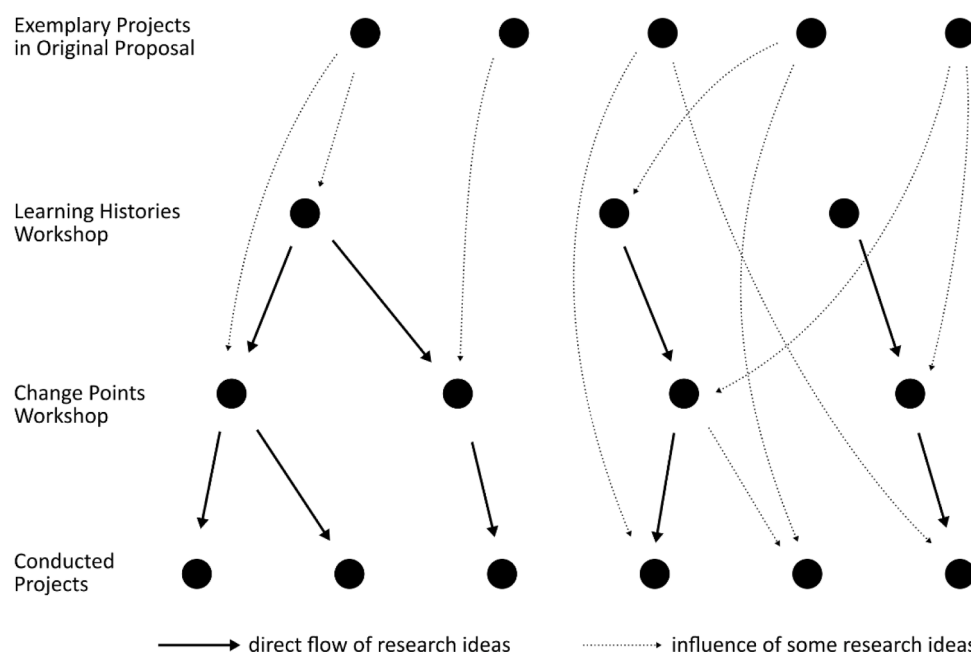 Exemplary Projects
in Original Proposal
Learning Histories
Workshop
Change Points
Workshop
Conducted
Projects
direct flow of research ideas
influence of some research ideas